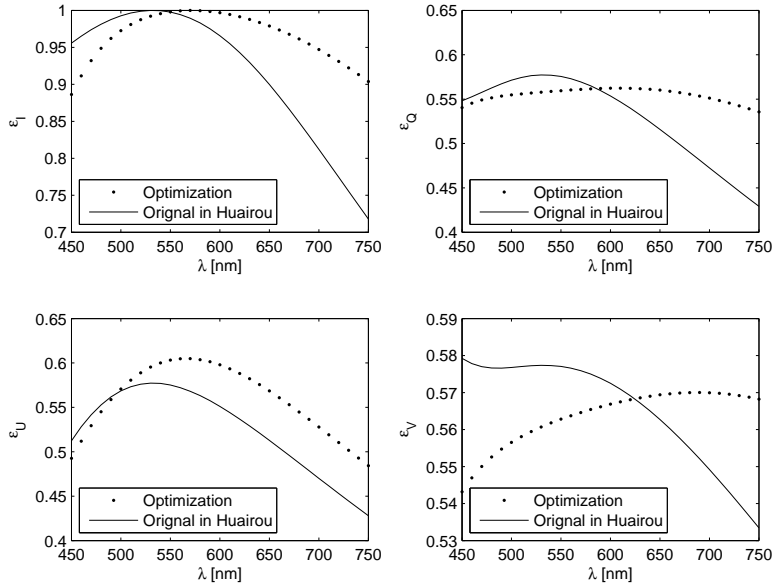 1
0.95
0.9
0.85
0.8
0.75
0.7
ε_I
Optimization
Orignal in Huairou
450 500 550 600 650 700 750
λ [nm]
0.65
0.6
0.55
0.5
0.45
0.4
ε_Q
Optimization
Orignal in Huairou
450 500 550 600 650 700 750
λ [nm]
0.65
0.6
0.55
0.5
0.45
0.4
ε_U
Optimization
Orignal in Huairou
450 500 550 600 650 700 750
λ [nm]
0.59
0.58
0.57
0.56
0.55
0.54
0.53
ε_V
Optimization
Orignal in Huairou
450 500 550 600 650 700 750
λ [nm]